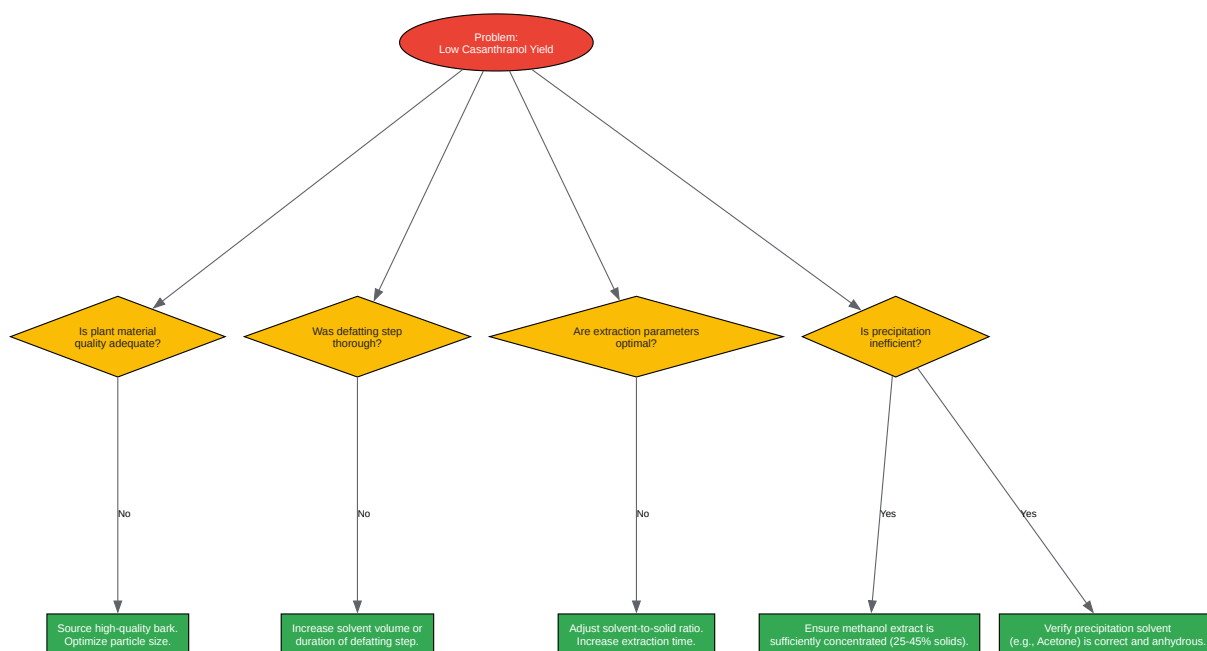 Problem:
Low Casanthranol Yield
Is plant material
quality adequate?
Was defatting step
thorough?
Are extraction parameters
optimal?
Is precipitation
inefficient?
No
No
No
Yes
Yes
Source high-quality bark.
Optimize particle size.
Increase solvent volume or
duration of defatting step.
Adjust solvent-to-solid ratio.
Increase extraction time.
Ensure methanol extract is
sufficiently concentrated (25-45% solids).
Verify precipitation solvent
(e.g., Acetone) is correct and anhydrous.